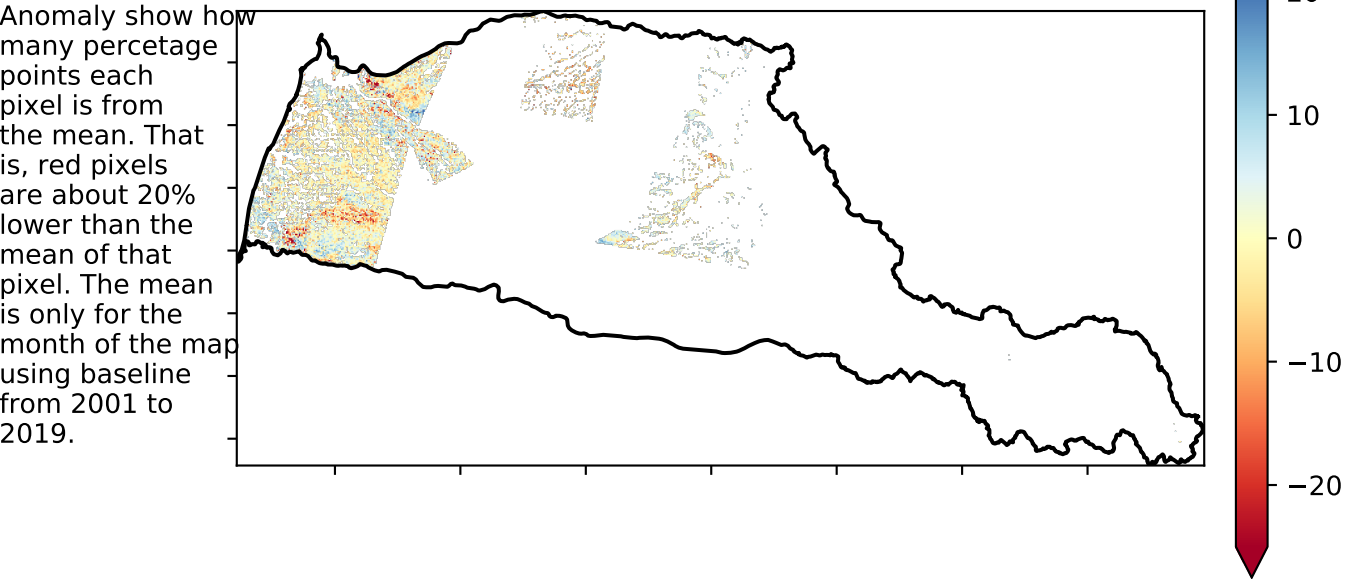 Anomaly show how
many percetage
points each
pixel is from
the mean. That
is, red pixels
are about 20%
lower than the
mean of that
pixel. The mean
is only for the
month of the map
using baseline
from 2001 to
2019.
10
0
−10
−20